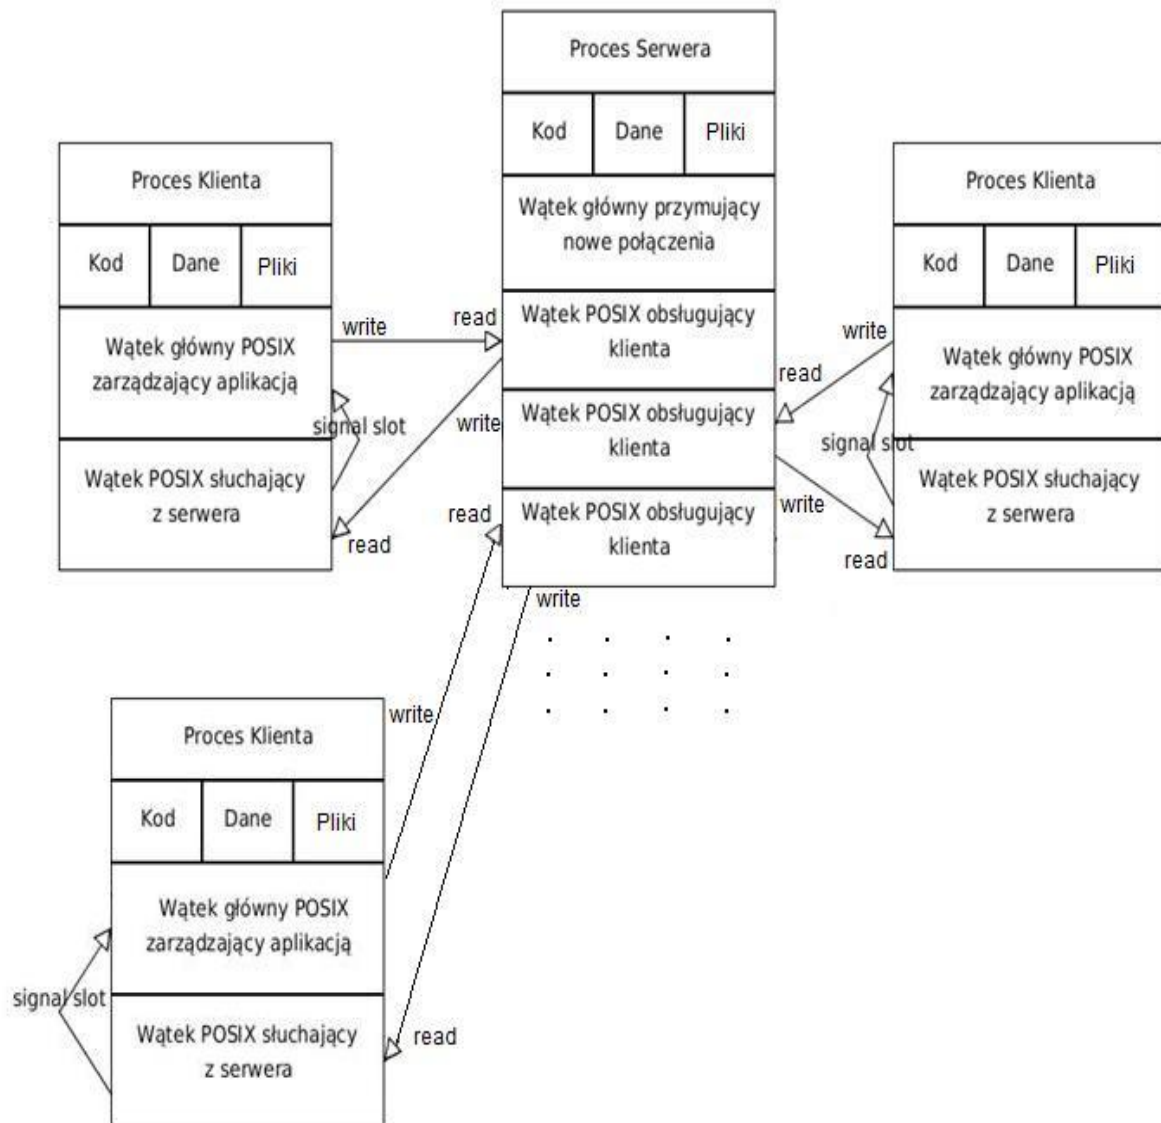 Proces Serwera
Kod Dane Pliki
Wątek główny przymujący
nowe połączenia
Wątek POSIX obsługujący
klienta
Wątek POSIX obsługujący
klienta
Wątek POSIX obsługujący
klienta
Proces Klienta
Kod Dane Pliki
Wątek główny POSIX
zarządzający aplikacją
Wątek POSIX słuchający
z serwera
signal slot
write
read
write
read
Proces Klienta
Kod Dane Pliki
Wątek główny POSIX
zarządzający aplikacją
Wątek POSIX słuchający
z serwera
signal slot
write
read
write
read
Proces Klienta
Kod Dane Pliki
Wątek główny POSIX
zarządzający aplikacją
Wątek POSIX słuchający
z serwera
signal slot
write
read
write
read